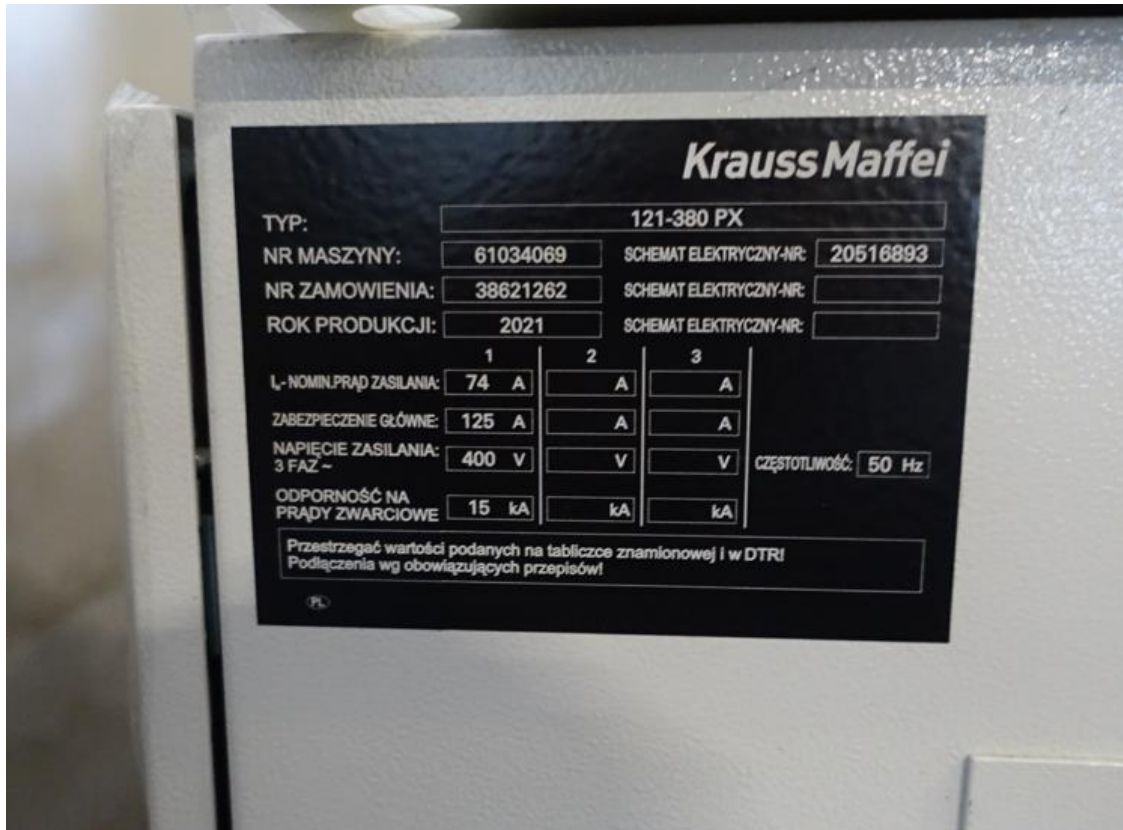 Krauss Maffei
TYP: 121-380 PX
NR MASZYNY: 61034069 SCHEMAT ELEKTRYCZNY-NR: 20516893
NR ZAMOWIENIA: 38621262 SCHEMAT ELEKTRYCZNY-NR:
ROK PRODUKCJI: 2021 SCHEMAT ELEKTRYCZNY-NR:
1 2 3
In- NOMIN.PRĄD ZASILANIA: 74 A A A
ZABEZPIECZENIE GŁÓWNE: 125 A A A
NAPIĘCIE ZASILANIA:
3 FAZ ~ 400 V V V CZĘSTOTLIWOŚĆ: 50 Hz
ODPORNOŚĆ NA
PRĄDY ZWARCIOWE 15 kA kA kA
Przestrzegać wartości podanych na tabliczce znamionowej i w DTR!
Podłączenia wg obowiązujących przepisów!
PL